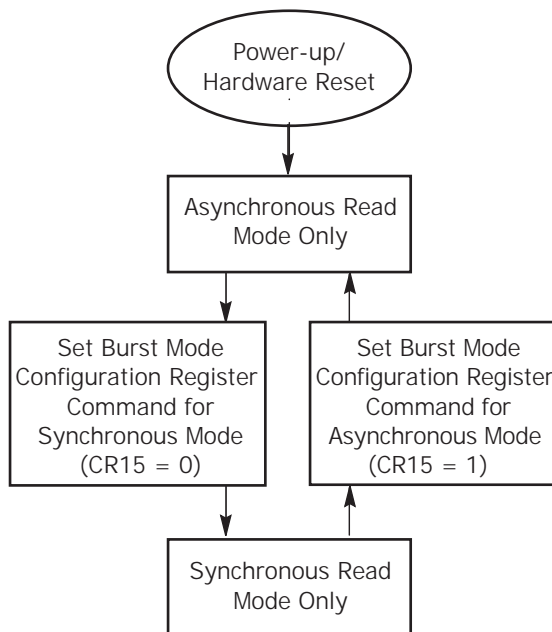 Power-up/
Hardware Reset
Asynchronous Read
Mode Only
Set Burst Mode
Configuration Register
Command for
Synchronous Mode
(CR15 = 0)
Set Burst Mode
Configuration Register
Command for
Asynchronous Mode
(CR15 = 1)
Synchronous Read
Mode Only